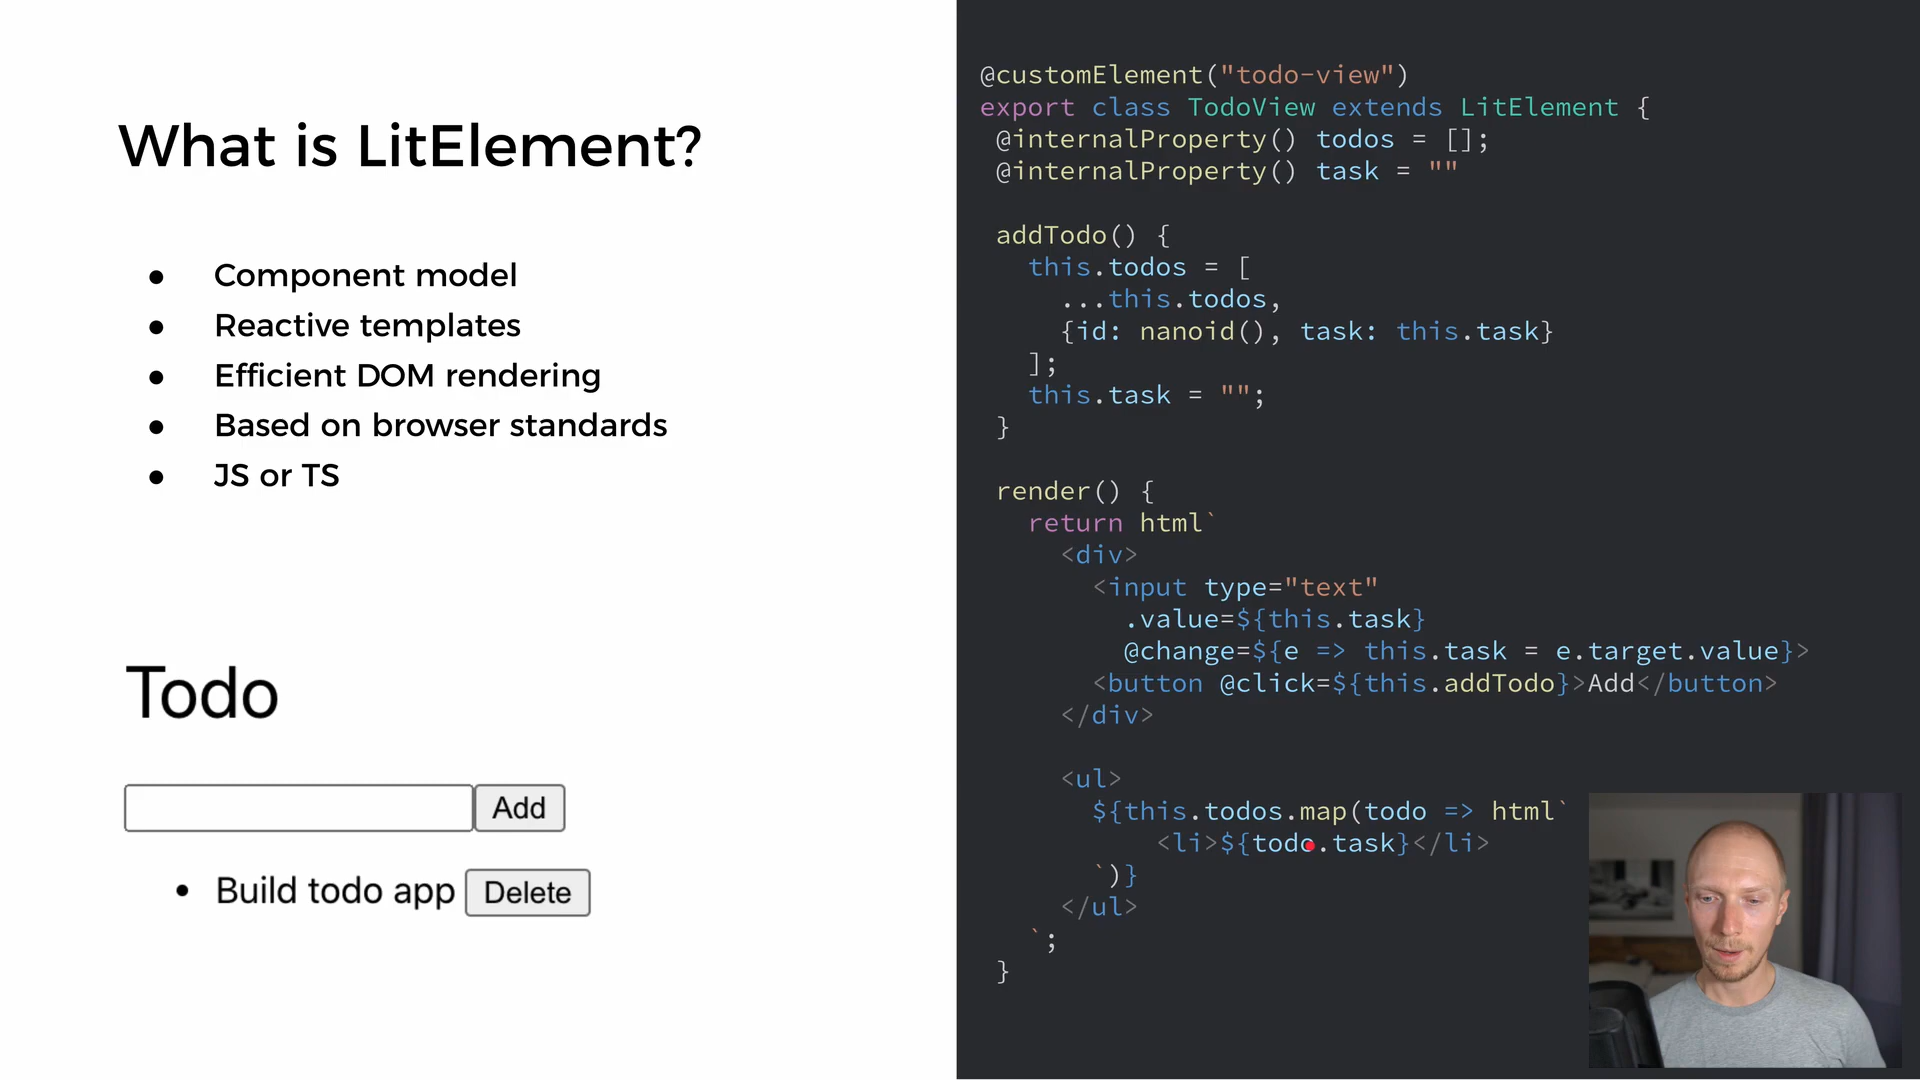 What is LitElement?
● Component model
● Reactive templates
● Efficient DOM rendering
● Based on browser standards
● JS or TS
Todo
Add
• Build todo app Delete
@customElement("todo-view")
export class TodoView extends LitElement {
 @internalProperty() todos = [];
 @internalProperty() task = ""
 addTodo() {
   this.todos = [
     ...this.todos,
     {id: nanoid(), task: this.task}
   ];
   this.task = "";
 }
 render() {
   return html`
     <div>
       <input type="text"
         .value=${this.task}
         @change=${e => this.task = e.target.value}>
       <button @click=${this.addTodo}>Add</button>
     </div>
     <ul>
       ${this.todos.map(todo => html`
           <li>${todo.task}</li>
       `)}
     </ul>
   `;
 }